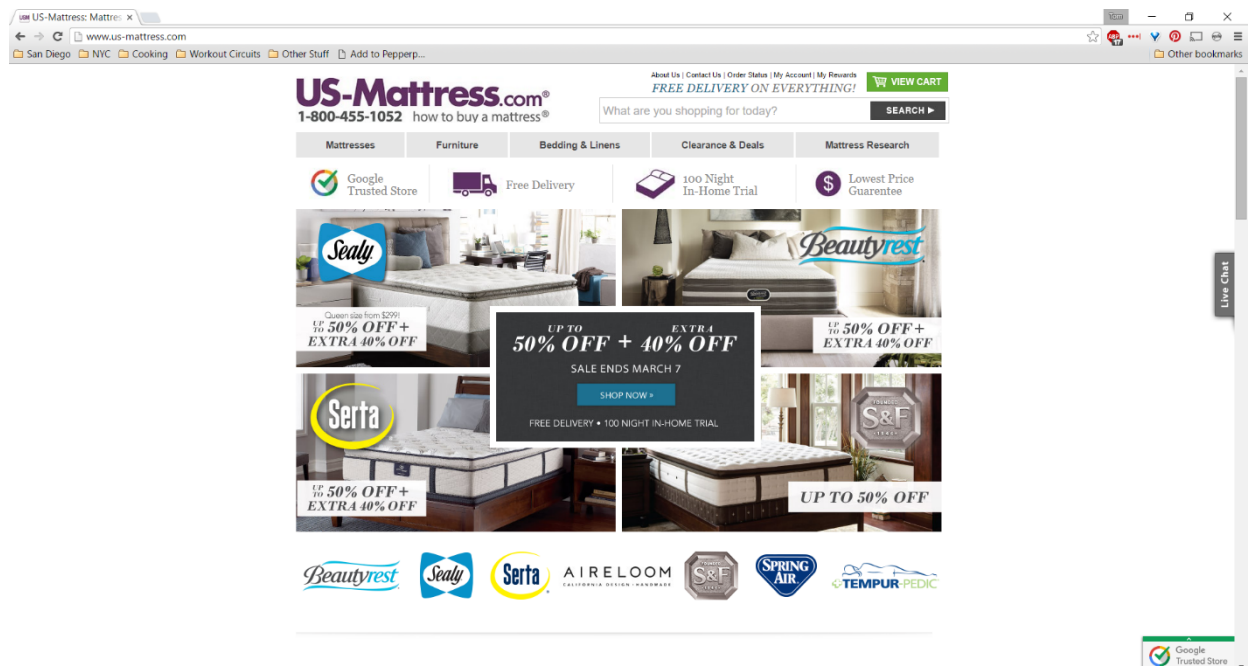 US-Mattress: Mattres
Tom
www.us-mattress.com
ABP
17
San Diego
NYC
Cooking
Workout Circuits
Other Stuff
Add to Pepperp...
Other bookmarks
US-Mattress.com®
1-800-455-1052 how to buy a mattress®
About Us | Contact Us | Order Status | My Account | My Rewards
FREE DELIVERY ON EVERYTHING!
VIEW CART
What are you shopping for today?
SEARCH
Mattresses
Furniture
Bedding & Linens
Clearance & Deals
Mattress Research
Google
Trusted Store
Free Delivery
100 Night
In-Home Trial
$
Lowest Price
Guarentee
Sealy
Queen size from $299!
UP TO 50% OFF +
EXTRA 40% OFF
Beautyrest
UP TO 50% OFF +
EXTRA 40% OFF
UP TO EXTRA
50% OFF + 40% OFF
SALE ENDS MARCH 7
SHOP NOW »
FREE DELIVERY • 100 NIGHT IN-HOME TRIAL
Serta
UP TO 50% OFF +
EXTRA 40% OFF
S&F
UP TO 50% OFF
Live Chat
Beautyrest
Sealy
Serta
AIRELOOM
CALIFORNIA DESIGN · HANDMADE
S&F
SPRING
AIR
TEMPUR-PEDIC
Google
Trusted Store